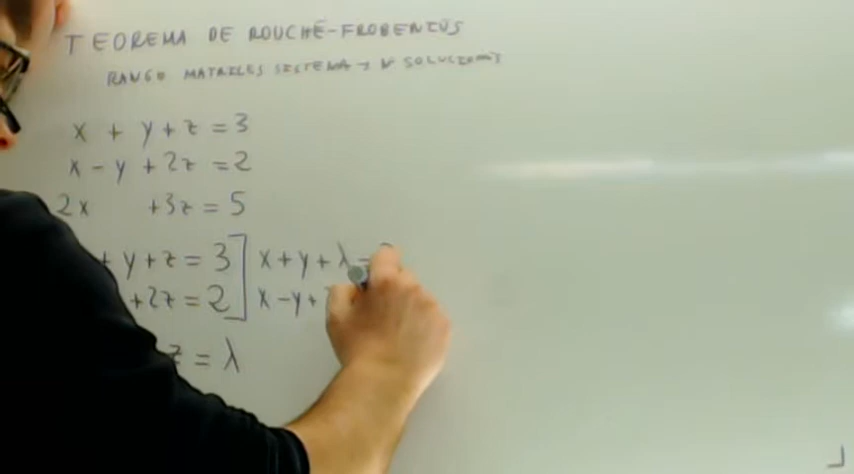 TEOREMA DE ROUCHÉ-FROBENIUS
RANGO MATRICES SISTEMA → Nº SOLUCIONES
x + y + z = 3
x - y + 2z = 2
2x +3z = 5
+ y + z = 3] x + y + λ =
+2z = 2] x - y +
z = λ